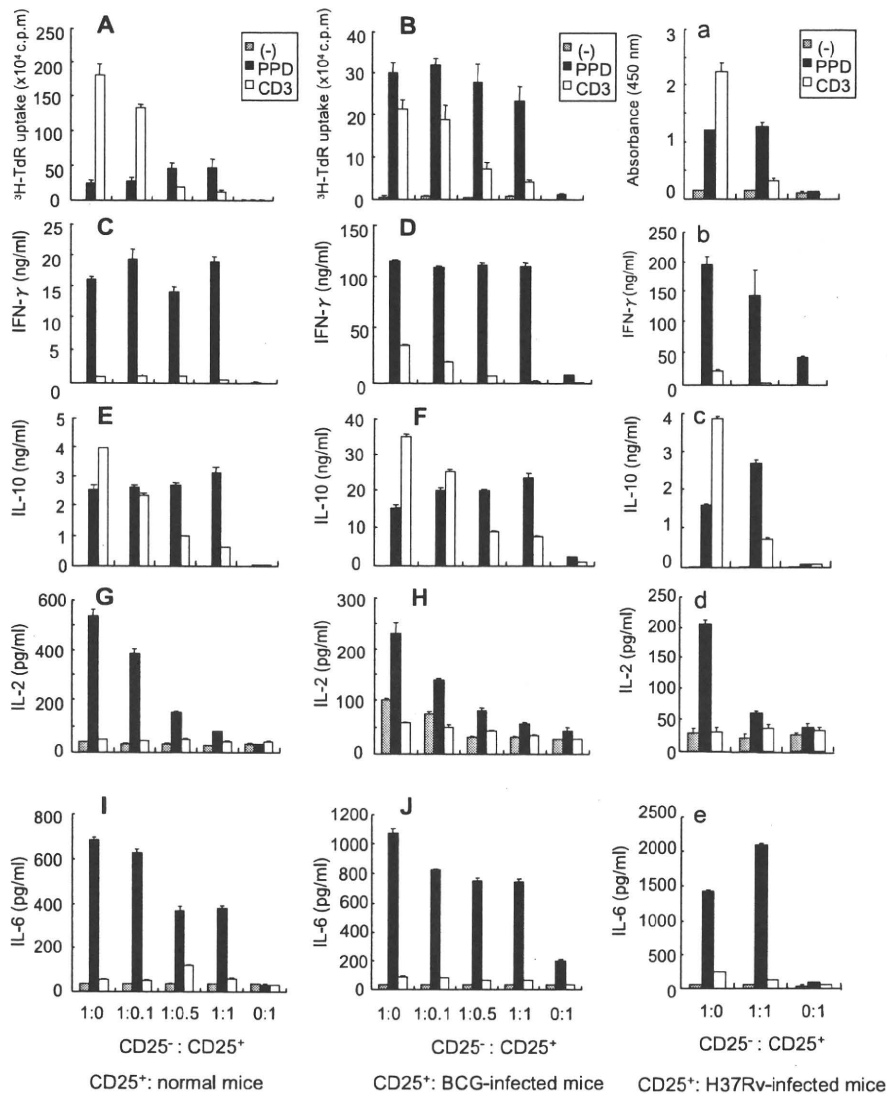 A
³H-TdR uptake (x10⁴ c.p.m)
250
200
150
100
50
0
(-)
PPD
CD3
B
³H-TdR uptake (x10⁴ c.p.m)
40
30
20
10
0
(-)
PPD
CD3
a
Absorbance (450 nm)
3
2
1
0
(-)
PPD
CD3
C
IFN-γ (ng/ml)
25
20
15
10
5
0
D
IFN-γ (ng/ml)
150
100
50
0
b
IFN-γ (ng/ml)
250
200
150
100
50
0
E
IL-10 (ng/ml)
5
4
3
2
1
0
F
IL-10 (ng/ml)
40
30
20
10
0
c
IL-10 (ng/ml)
4
3
2
1
0
G
IL-2 (pg/ml)
600
400
200
0
H
IL-2 (pg/ml)
300
200
100
0
d
IL-2 (pg/ml)
250
200
150
100
50
0
I
IL-6 (pg/ml)
800
600
400
200
0
J
IL-6 (pg/ml)
1200
1000
800
600
400
200
0
e
IL-6 (pg/ml)
2500
2000
1500
1000
500
0
1:0 1:0.1 1:0.5 1:1 0:1
CD25⁻ : CD25⁺
CD25⁺: normal mice
1:0 1:0.1 1:0.5 1:1 0:1
CD25⁻ : CD25⁺
CD25⁺: BCG-infected mice
1:0 1:1 0:1
CD25⁻ : CD25⁺
CD25⁺: H37Rv-infected mice